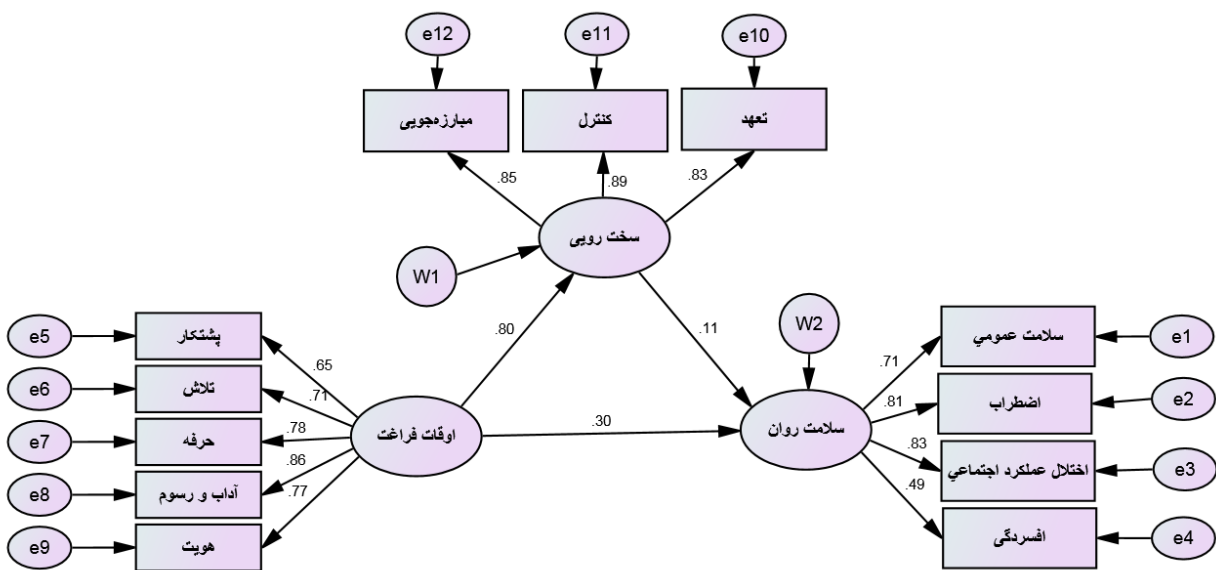 e12
e11
e10
مبارزه‌جویی
کنترل
تعهد
.85
.89
.83
سخت رویی
W1
W2
.80
.11
e5
پشتکار
.65
سلامت عمومي
e1
.71
e6
تلاش
.71
اضطراب
e2
.81
e7
حرفه
.78
اوقات فراغت
.30
سلامت روان
.83
اختلال عملکرد اجتماعي
e3
e8
آداب و رسوم
.86
.49
e9
هویت
.77
افسردگی
e4